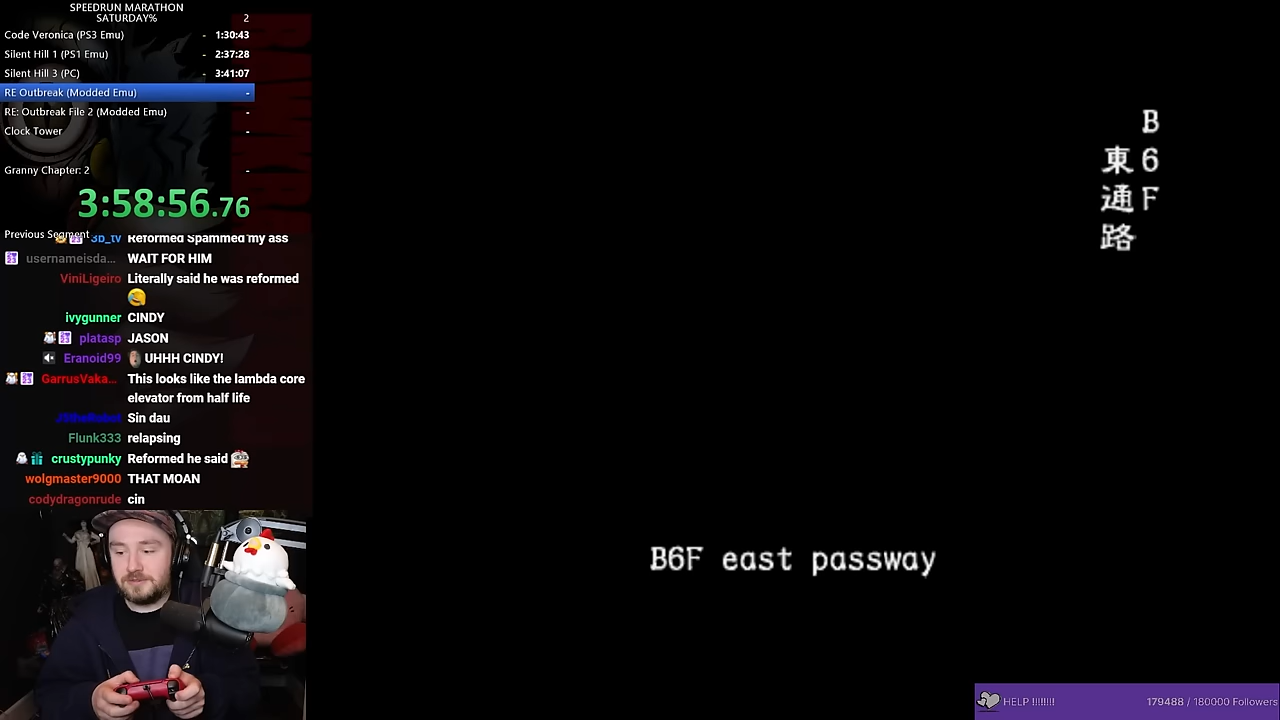 SPEEDRUN MARATHON
SATURDAY% 2
Code Veronica (PS3 Emu) - 1:30:43
Silent Hill 1 (PS1 Emu) - 2:37:28
Silent Hill 3 (PC) - 3:41:07
RE Outbreak (Modded Emu) -
RE: Outbreak File 2 (Modded Emu) -
Clock Tower -
Granny Chapter: 2 -
3:58:56.76
Previous Segment
3b_tv Reformed Spammed my ass
usernameisda... WAIT FOR HIM
ViniLigeiro Literally said he was reformed
ivygunner CINDY
platasp JASON
Eranoid99 UHHH CINDY!
GarrusVaka... This looks like the lambda core
elevator from half life
Sin dau
Flunk333 relapsing
crustypunky Reformed he said
wolgmaster9000 THAT MOAN
codydragonrude cin
B6F
東通路
B6F east passway
HELP !!!!!!!! 179488 / 180000 Followers